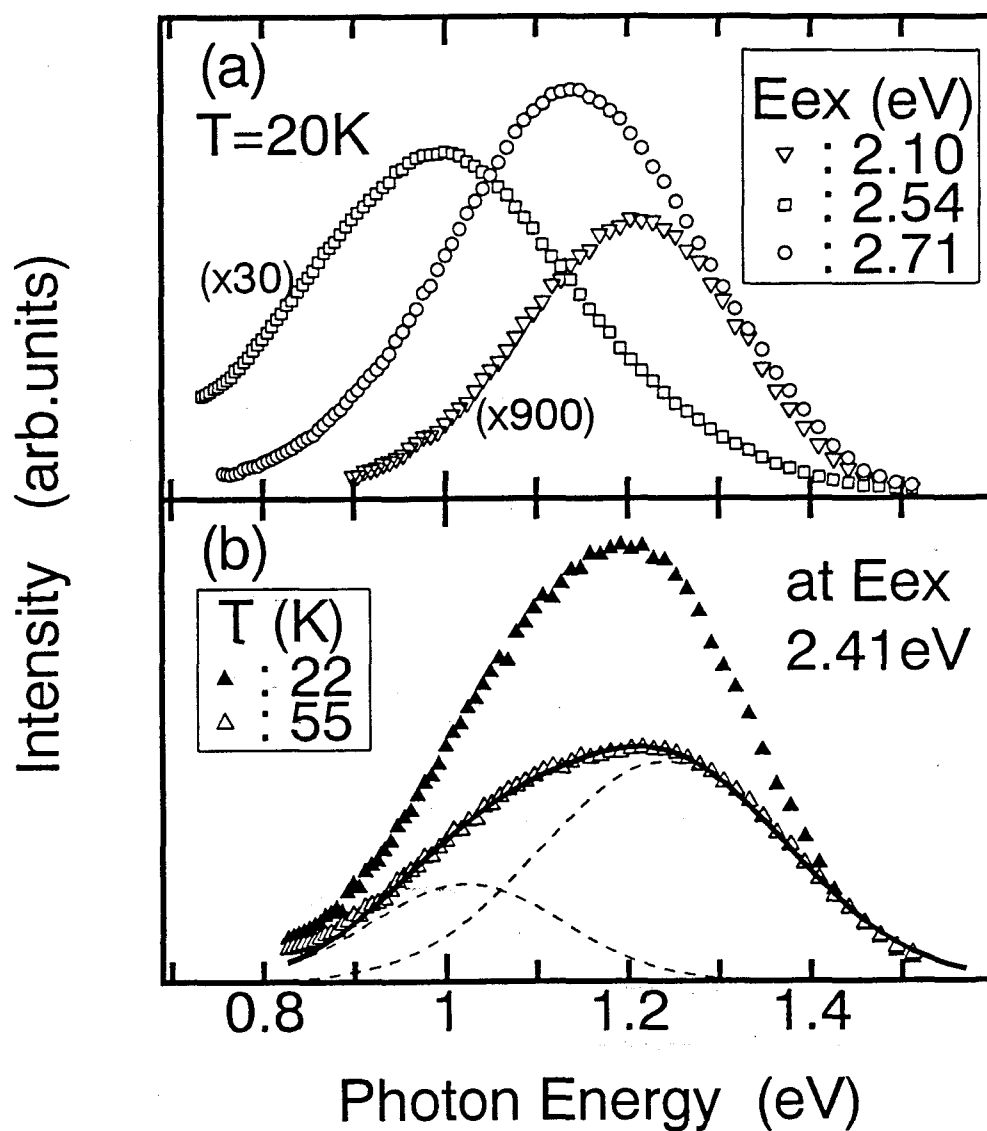 (a)
T=20K
Eex (eV)
▽ : 2.10
□ : 2.54
○ : 2.71
(x30)
(x900)
(b)
T (K)
▲ : 22
△ : 55
at Eex
2.41eV
0.8 1 1.2 1.4
Photon Energy (eV)
Intensity (arb.units)